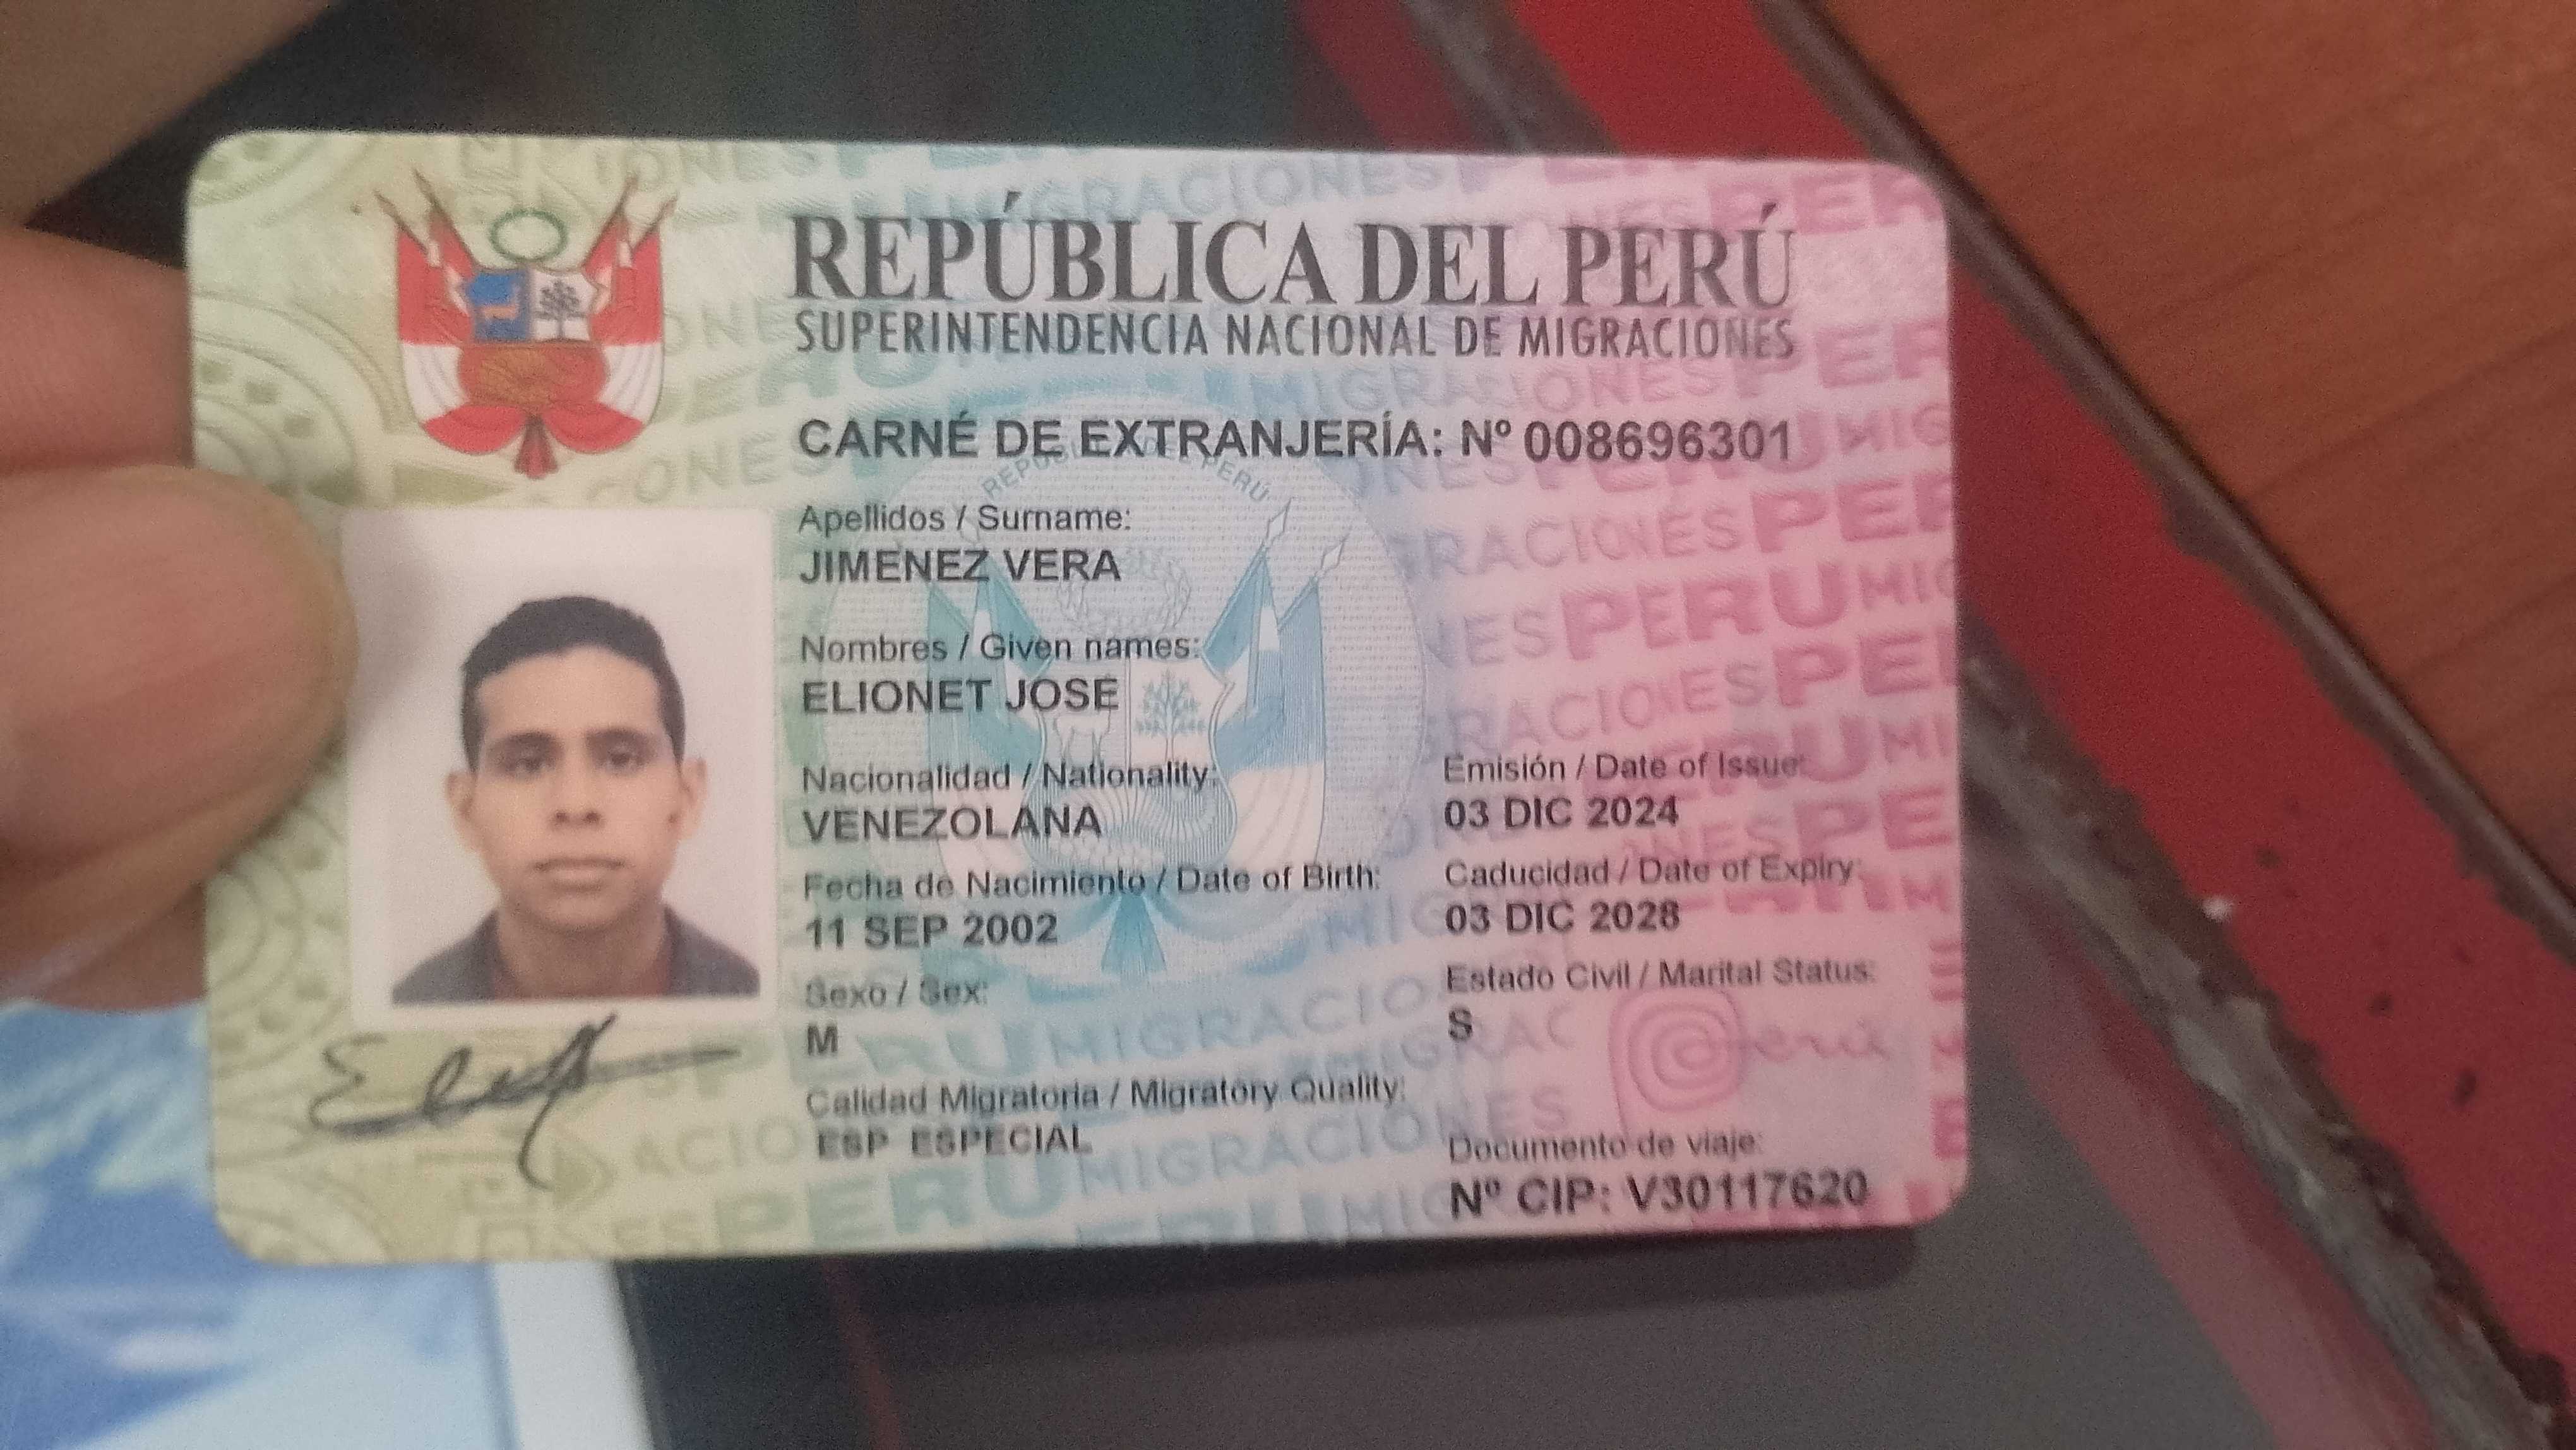 REPÚBLICA DEL PERÚ
SUPERINTENDENCIA NACIONAL DE MIGRACIONES
CARNÉ DE EXTRANJERÍA: Nº 008696301
Apellidos / Surname:
JIMENEZ VERA
Nombres / Given names:
ELIONET JOSE
Nacionalidad / Nationality:
VENEZOLANA
Fecha de Nacimiento / Date of Birth:
11 SEP 2002
Sexo / Sex:
M
Calidad Migratoria / Migratory Quality:
ESP ESPECIAL
Emisión / Date of Issue:
03 DIC 2024
Caducidad / Date of Expiry:
03 DIC 2028
Estado Civil / Marital Status:
S
Perú
Documento de viaje:
Nº CIP: V30117620